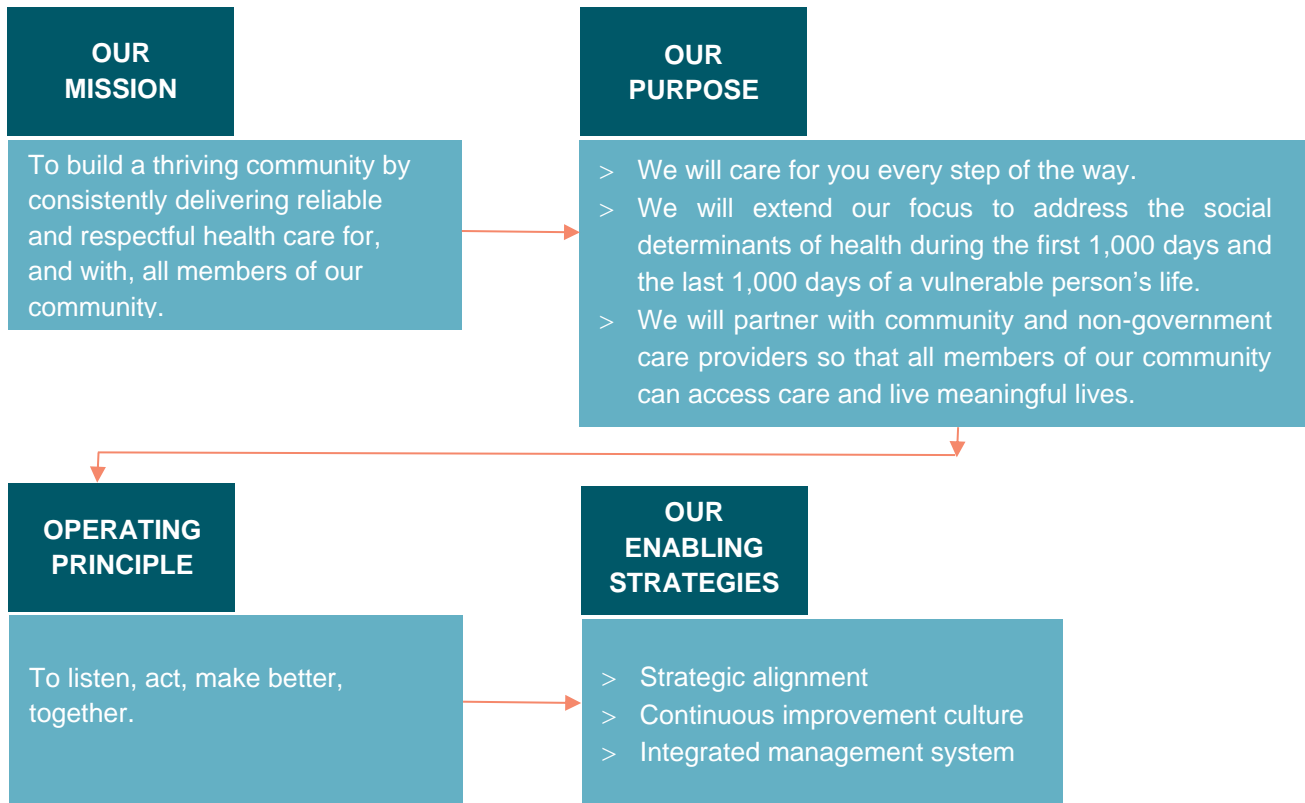 OUR
MISSION
To build a thriving community by
consistently delivering reliable
and respectful health care for,
and with, all members of our
community.
OUR
PURPOSE
> We will care for you every step of the way.
> We will extend our focus to address the social
determinants of health during the first 1,000 days and
the last 1,000 days of a vulnerable person’s life.
> We will partner with community and non-government
care providers so that all members of our community
can access care and live meaningful lives.
OPERATING
PRINCIPLE
To listen, act, make better,
together.
OUR
ENABLING
STRATEGIES
> Strategic alignment
> Continuous improvement culture
> Integrated management system